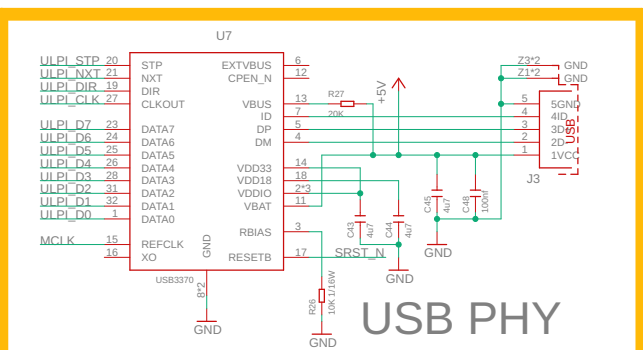 U7
ULPI_STP 20 STP EXTVBUS 6
ULPI_NXT 21 NXT CPEN_N 12
ULPI_DIR 19 DIR
ULPI_CLK 27 CLKOUT VBUS 13 R27 20K +5V
ID 7
ULPI_D7 23 DATA7 DP 5
ULPI_D6 24 DATA6 DM 4
ULPI_D5 25 DATA5
ULPI_D4 26 DATA4 VDD33 14
ULPI_D3 28 DATA3 VDD18 18
ULPI_D2 31 DATA2 VDDIO 2*3
ULPI_D1 32 DATA1 VBAT 11
ULPI_D0 1 DATA0
RBIAS 3
MCLK 15 REFCLK RESETB 17 SRST_N
16 XO
GND
USB3370
8*2
GND
R26 10K 1/16W
GND
C43 4u7
C44 4u7
GND
C45 4u7
C48 100nf
GND
Z3*2 GND
Z1*2 GND
5 5GND
4 4ID
3 3D
2 2D
1 1VCC
USB
J3
USB PHY